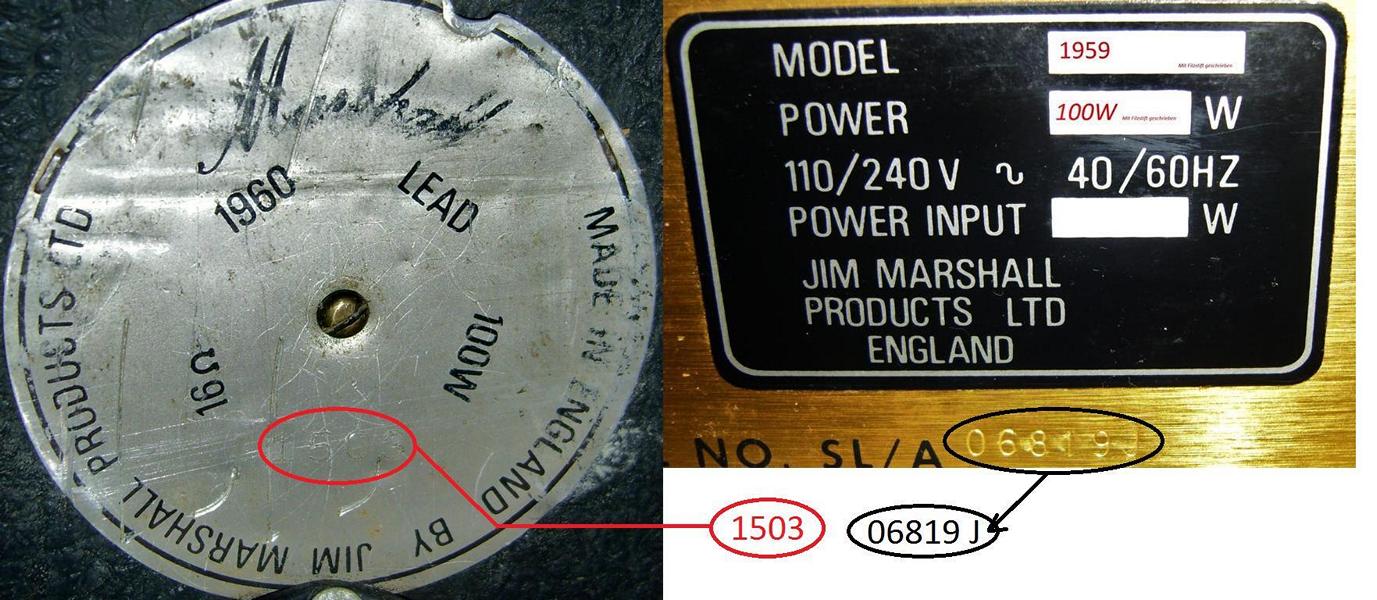 Marshall
1960 LEAD
16Ω 100W
MADE IN ENGLAND BY JIM MARSHALL PRODUCTS LTD
MODEL 1959 Mit Filzstift geschrieben
POWER 100W Mit Filzstift geschrieben W
110/240V ~ 40/60HZ
POWER INPUT W
JIM MARSHALL
PRODUCTS LTD
ENGLAND
NO. SL/A 06819J
1503
06819 J